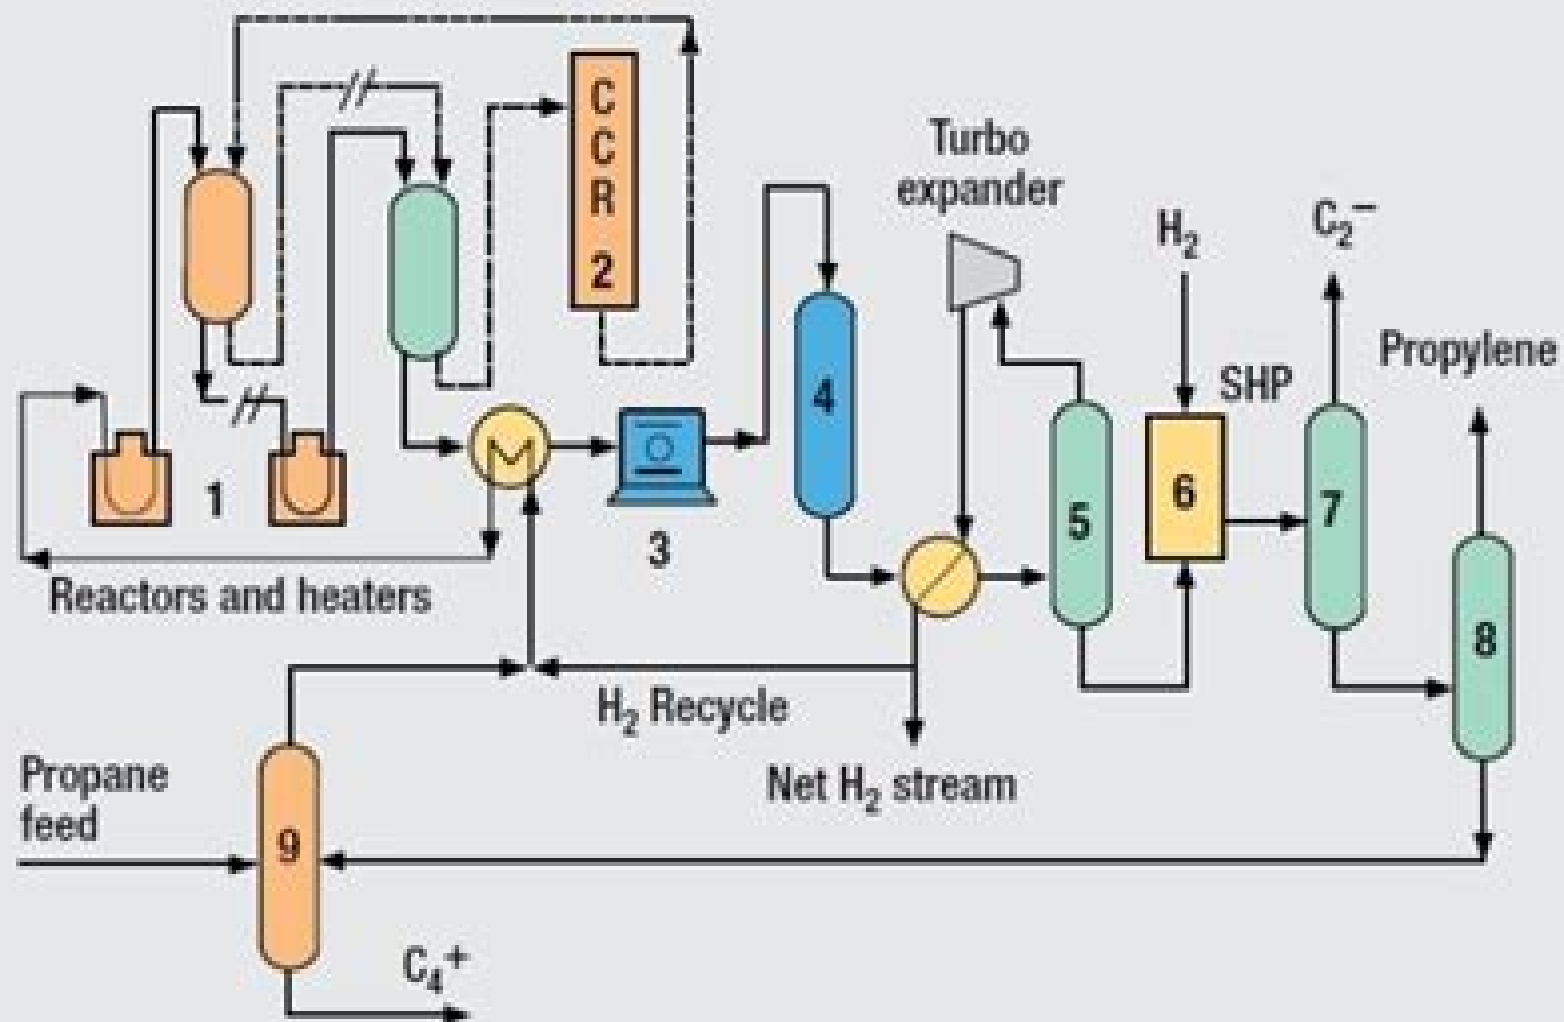 C
C
R
2
Turbo
expander
H₂
C₂⁻
SHP
Propylene
4
5
6
7
8
1
3
Reactors and heaters
H₂ Recycle
Net H₂ stream
Propane
feed
9
C₄⁺